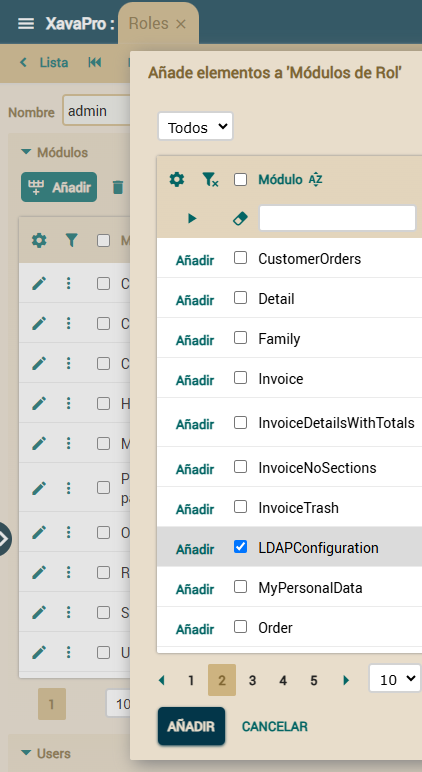 XavaPro :
Roles ×
Lista
Añade elementos a 'Módulos de Rol'
Nombre
admin
Todos
Módulos
Añadir
Módulo AZ
M
Añadir CustomerOrders
C
Añadir Detail
C
Añadir Family
C
Añadir Invoice
H
Añadir InvoiceDetailsWithTotals
M
Añadir InvoiceNoSections
P
pa
Añadir InvoiceTrash
O
Añadir LDAPConfiguration
R
Añadir MyPersonalData
S
Añadir Order
U
1 2 3 4 5
10
1
10
AÑADIR CANCELAR
Users